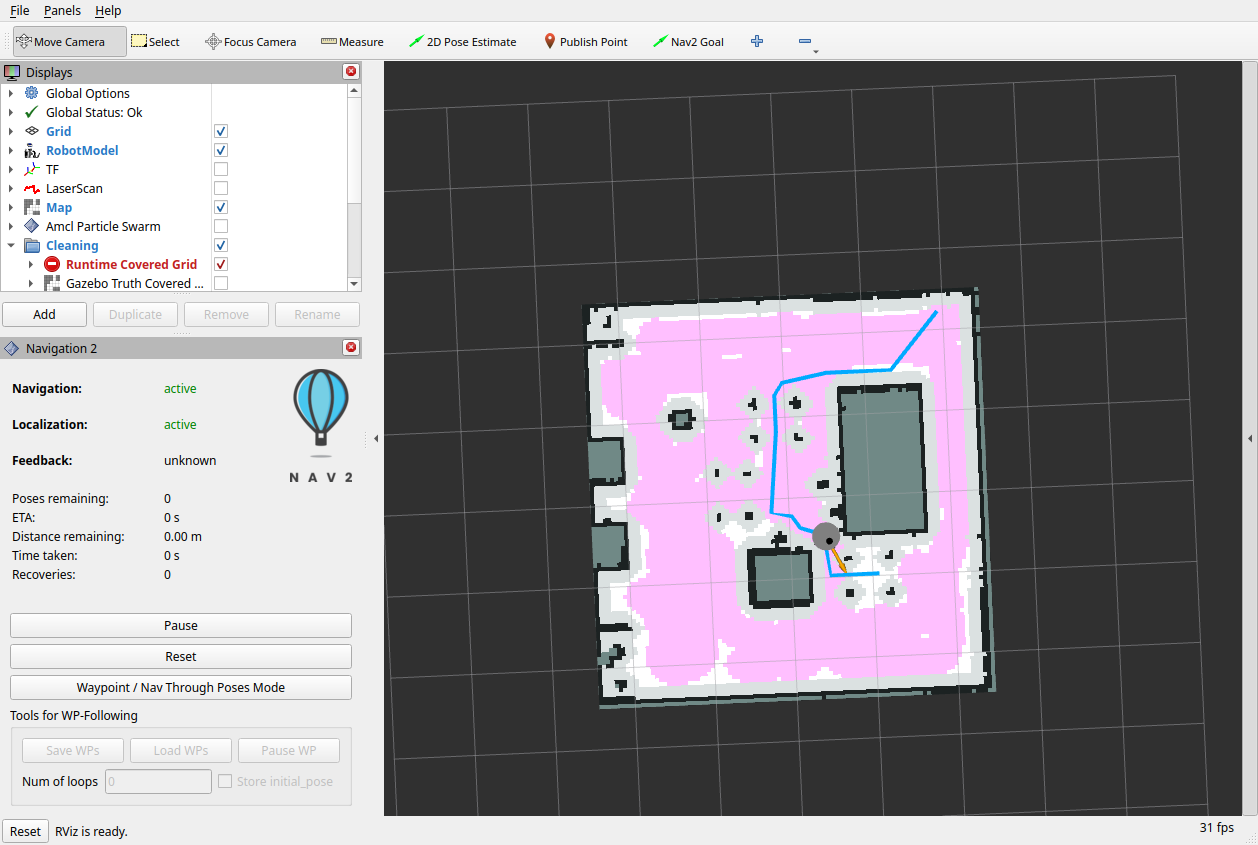 File Panels Help
Move Camera Select Focus Camera Measure 2D Pose Estimate Publish Point Nav2 Goal
Displays
Global Options
Global Status: Ok
Grid
RobotModel
TF
LaserScan
Map
Amcl Particle Swarm
Cleaning
Runtime Covered Grid
Gazebo Truth Covered ...
Add Duplicate Remove Rename
Navigation 2
Navigation: active
Localization: active
Feedback: unknown
NAV2
Poses remaining: 0
ETA: 0 s
Distance remaining: 0.00 m
Time taken: 0 s
Recoveries: 0
Pause
Reset
Waypoint / Nav Through Poses Mode
Tools for WP-Following
Save WPs Load WPs Pause WP
Num of loops 0 Store initial_pose
Reset RViz is ready. 31 fps